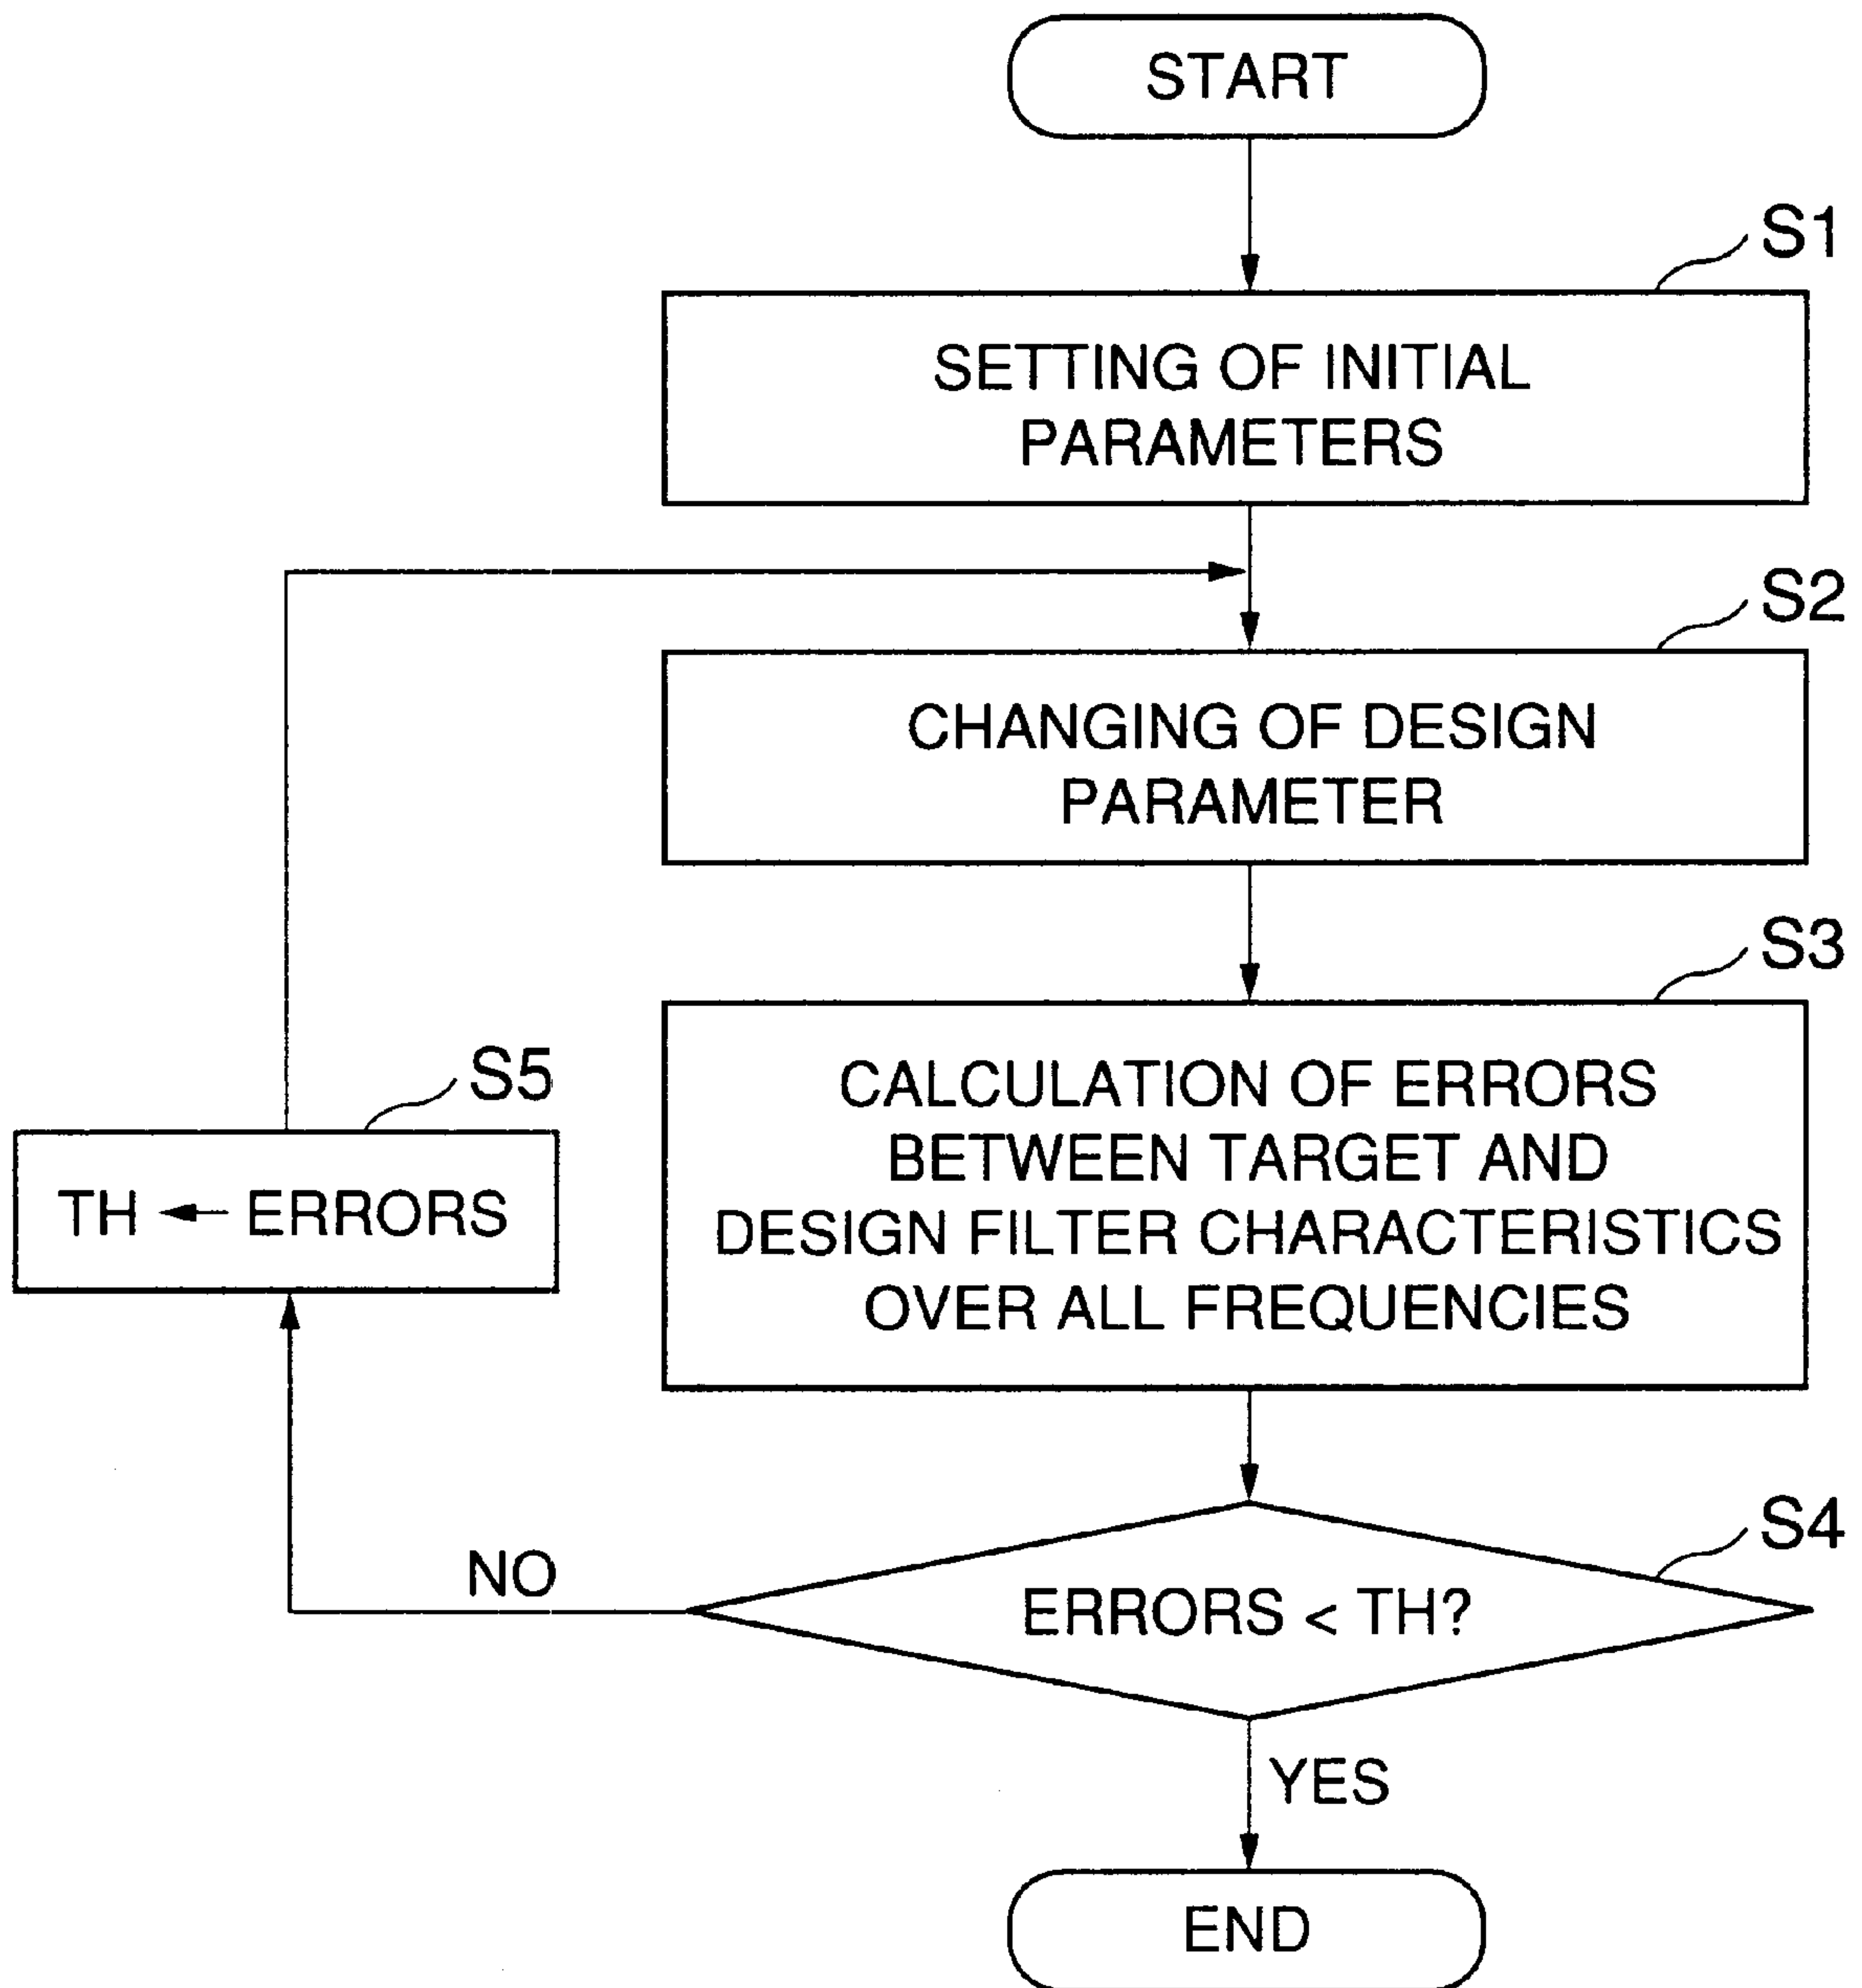 START
S1
SETTING OF INITIAL
PARAMETERS
S2
CHANGING OF DESIGN
PARAMETER
S3
CALCULATION OF ERRORS
BETWEEN TARGET AND
DESIGN FILTER CHARACTERISTICS
OVER ALL FREQUENCIES
S5
TH ← ERRORS
S4
ERRORS < TH?
NO
YES
END